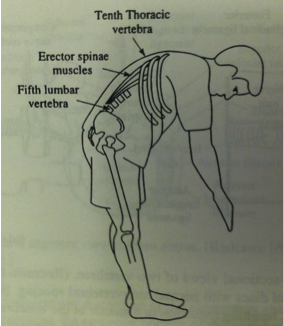 Tenth Thoracic
vertebra
Erector spinae
muscles
Fifth lumbar
vertebra